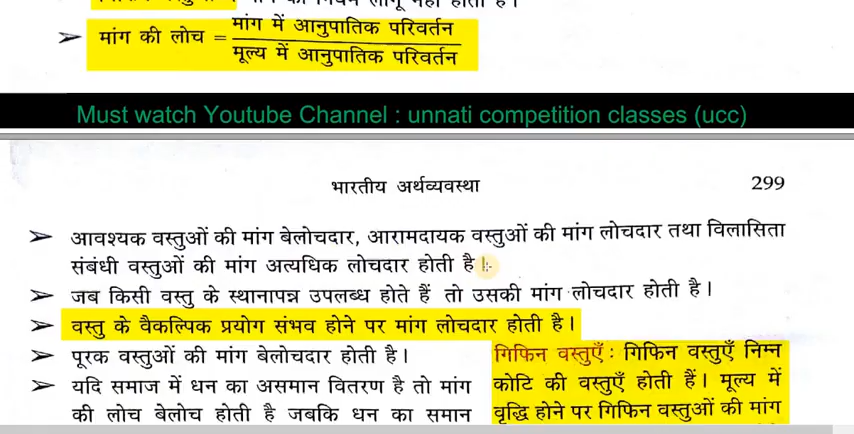 मांग की लोच = मांग में आनुपातिक परिवर्तन
मूल्य में आनुपातिक परिवर्तन
Must watch Youtube Channel : unnati competition classes (ucc)
भारतीय अर्थव्यवस्था 299
➢ आवश्यक वस्तुओं की मांग बेलोचदार, आरामदायक वस्तुओं की मांग लोचदार तथा विलासिता
संबंधी वस्तुओं की मांग अत्यधिक लोचदार होती है।
➢ जब किसी वस्तु के स्थानापन्न उपलब्ध होते हैं तो उसकी मांग लोचदार होती है।
➢ वस्तु के वैकल्पिक प्रयोग संभव होने पर मांग लोचदार होती है।
➢ पूरक वस्तुओं की मांग बेलोचदार होती है।
➢ यदि समाज में धन का असमान वितरण है तो मांग
की लोच बेलोच होती है जबकि धन का समान
गिफिन वस्तुएँ : गिफिन वस्तुएँ निम्न
कोटि की वस्तुएँ होती हैं। मूल्य में
वृद्धि होने पर गिफिन वस्तुओं की मांग